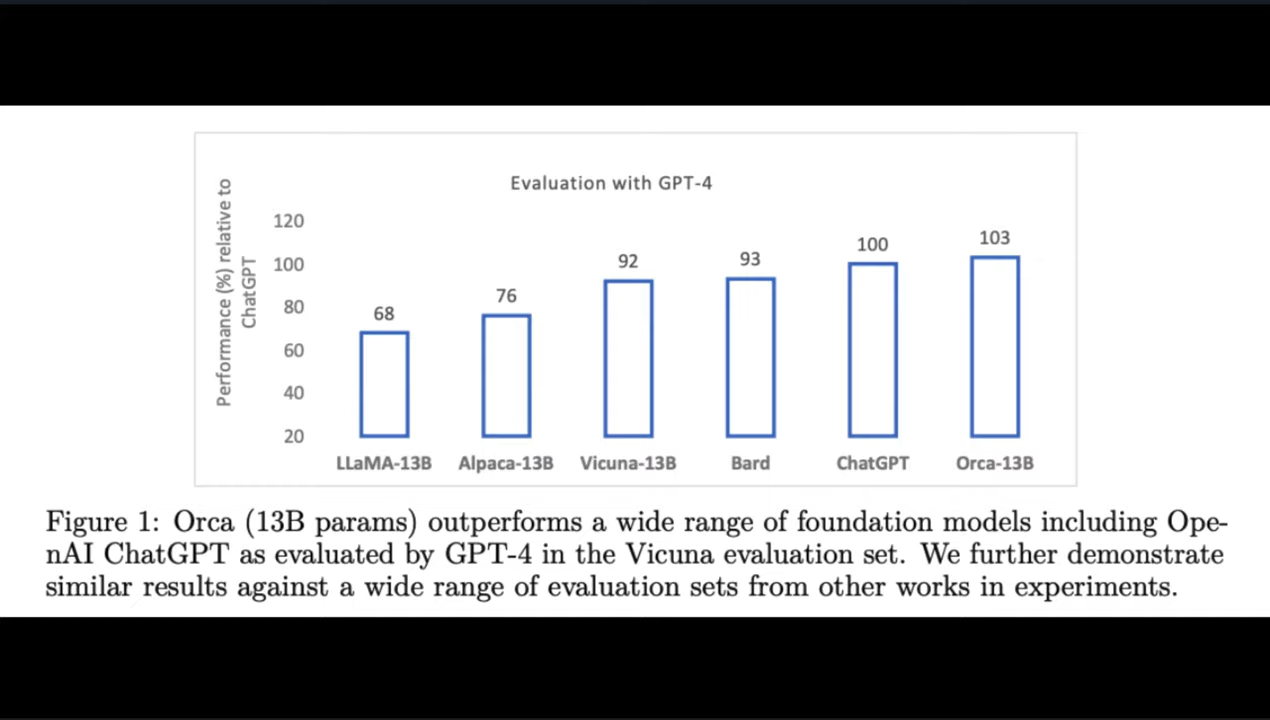 Evaluation with GPT-4
Performance (%) relative to
ChatGPT
120
100
80
60
40
20
68
76
92
93
100
103
LLaMA-13B
Alpaca-13B
Vicuna-13B
Bard
ChatGPT
Orca-13B
Figure 1: Orca (13B params) outperforms a wide range of foundation models including Ope-
nAI ChatGPT as evaluated by GPT-4 in the Vicuna evaluation set. We further demonstrate
similar results against a wide range of evaluation sets from other works in experiments.